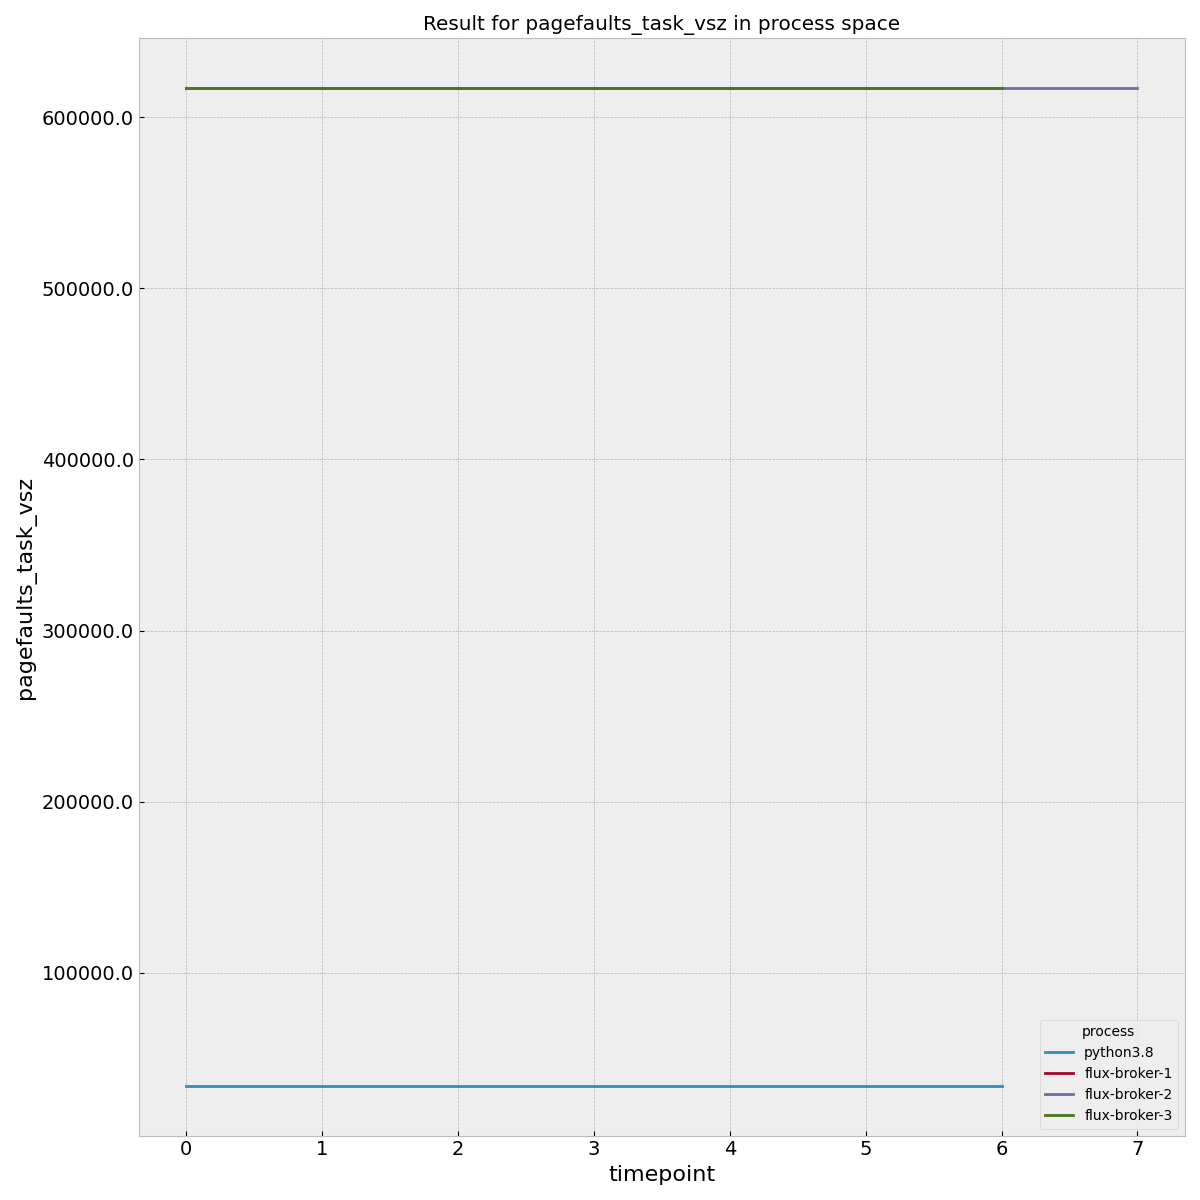 Result for pagefaults_task_vsz in process space
pagefaults_task_vsz
600000.0
500000.0
400000.0
300000.0
200000.0
100000.0
process
python3.8
flux-broker-1
flux-broker-2
flux-broker-3
0 1 2 3 4 5 6 7
timepoint